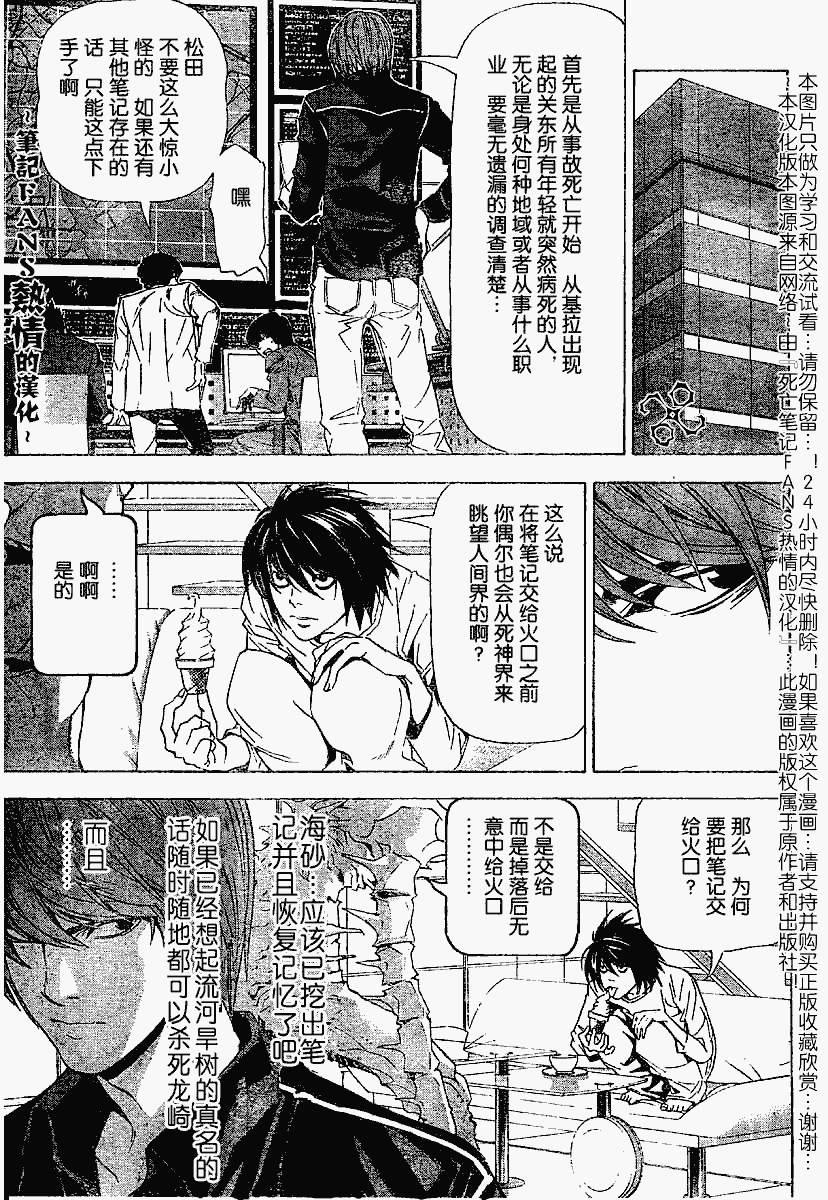 本图片只做为学习和交流试看…请勿保留…！24小时内尽快删除！如果喜欢这个漫画…请支持并购买正版收藏欣赏…谢谢…
本汉化版本图源来自网络…由『死亡笔记FANS热情的汉化』…此漫画的版权属于原作者和出版社！
首先是从事故死亡开始 从基拉出现
起的关东所有年轻就突然病死的人，
无论是身处何种地域或者从事什么职
业 要毫无遗漏的调查清楚…
嘿
松田
不要这么大惊小
怪的 如果还有
其他笔记存在的
话 只能这点下
手了啊
～筆記FANS熱情的漢化～
这么说
在将笔记交给火口之前
你偶尔也会从死神界来
眺望人间界的啊？
……
啊啊
是的
那么 为何
要把笔记交
给火口？
不是交给
而是掉落后无
意中给火口
………
海砂…应该已挖出笔
记并且恢复记忆了吧
如果已经想起流河旱树的真名的
话随时随地都可以杀死龙崎
而且
………